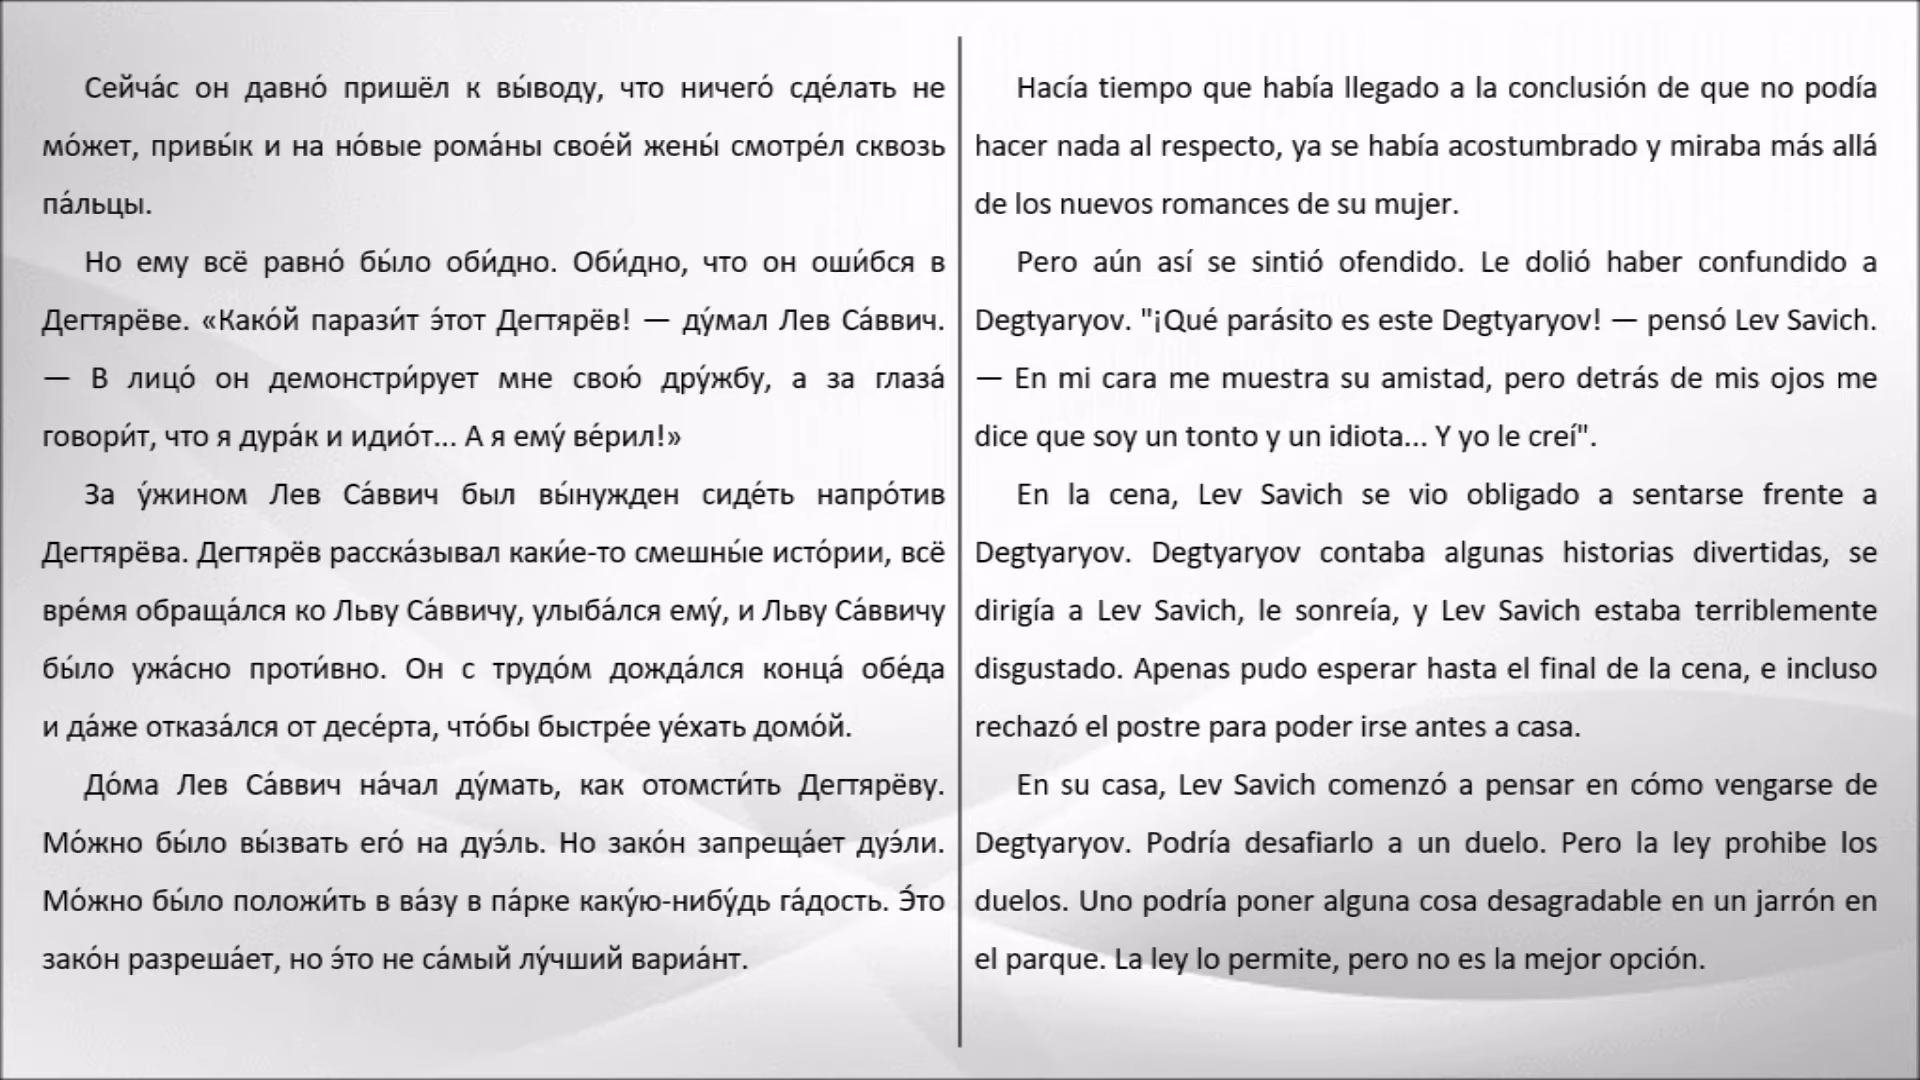 Сейча́с он давно́ пришёл к вы́воду, что ничего́ сде́лать не
мо́жет, привы́к и на но́вые рома́ны свое́й жены́ смотре́л сквозь
па́льцы.
Но ему всё равно́ бы́ло оби́дно. Оби́дно, что он оши́бся в
Дегтярёве. «Како́й парази́т э́тот Дегтярёв! — ду́мал Лев Са́ввич.
— В лицо́ он демонстри́рует мне свою́ дру́жбу, а за глаза́
говори́т, что я дура́к и идио́т... А я ему́ ве́рил!»
За у́жином Лев Са́ввич был вы́нужден сиде́ть напро́тив
Дегтярёва. Дегтярёв расска́зывал каки́е-то смешны́е исто́рии, всё
вре́мя обраща́лся ко Льву Са́ввичу, улыба́лся ему́, и Льву Са́ввичу
бы́ло ужа́сно проти́вно. Он с трудо́м дожда́лся конца́ обе́да
и да́же отказа́лся от десе́рта, что́бы быстре́е уе́хать домо́й.
До́ма Лев Са́ввич на́чал ду́мать, как отомсти́ть Дегтярёву.
Мо́жно бы́ло вы́звать его́ на дуэ́ль. Но зако́н запреща́ет дуэ́ли.
Мо́жно бы́ло положи́ть в ва́зу в па́рке каку́ю-нибу́дь га́дость. Э́то
зако́н разреша́ет, но э́то не са́мый лу́чший вариа́нт.
Hacía tiempo que había llegado a la conclusión de que no podía
hacer nada al respecto, ya se había acostumbrado y miraba más allá
de los nuevos romances de su mujer.
Pero aún así se sintió ofendido. Le dolió haber confundido a
Degtyaryov. "¡Qué parásito es este Degtyaryov! — pensó Lev Savich.
— En mi cara me muestra su amistad, pero detrás de mis ojos me
dice que soy un tonto y un idiota... Y yo le creí".
En la cena, Lev Savich se vio obligado a sentarse frente a
Degtyaryov. Degtyaryov contaba algunas historias divertidas, se
dirigía a Lev Savich, le sonreía, y Lev Savich estaba terriblemente
disgustado. Apenas pudo esperar hasta el final de la cena, e incluso
rechazó el postre para poder irse antes a casa.
En su casa, Lev Savich comenzó a pensar en cómo vengarse de
Degtyaryov. Podría desafiarlo a un duelo. Pero la ley prohibe los
duelos. Uno podría poner alguna cosa desagradable en un jarrón en
el parque. La ley lo permite, pero no es la mejor opción.